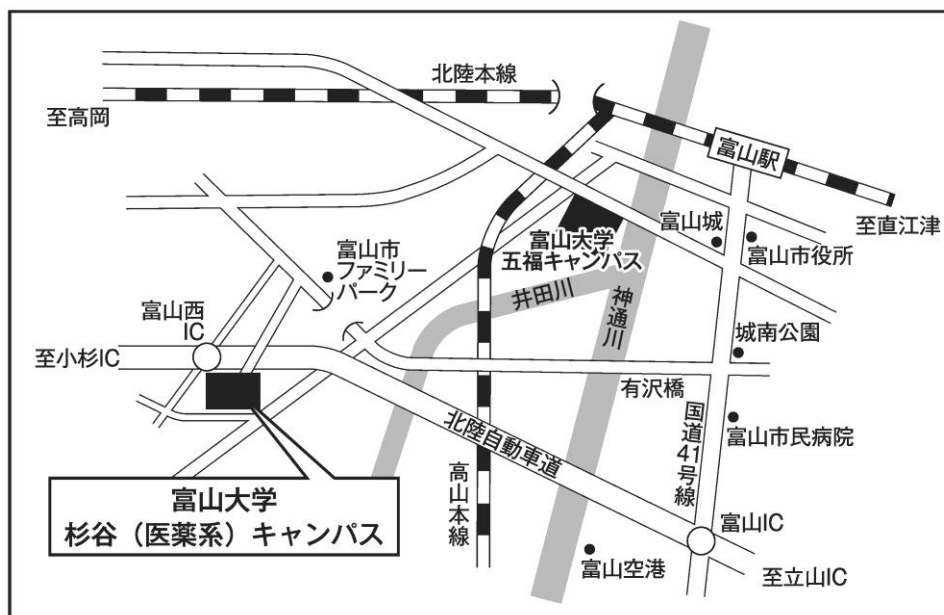 北陸本線
至高岡
富山駅
至直江津
富山城
富山市役所
富山大学
五福キャンパス
富山市
ファミリー
パーク
井田川
神通川
富山西
IC
城南公園
至小杉IC
有沢橋
国道41号線
富山市民病院
北陸自動車道
高山本線
富山大学
杉谷（医薬系）キャンパス
富山IC
富山空港
至立山IC